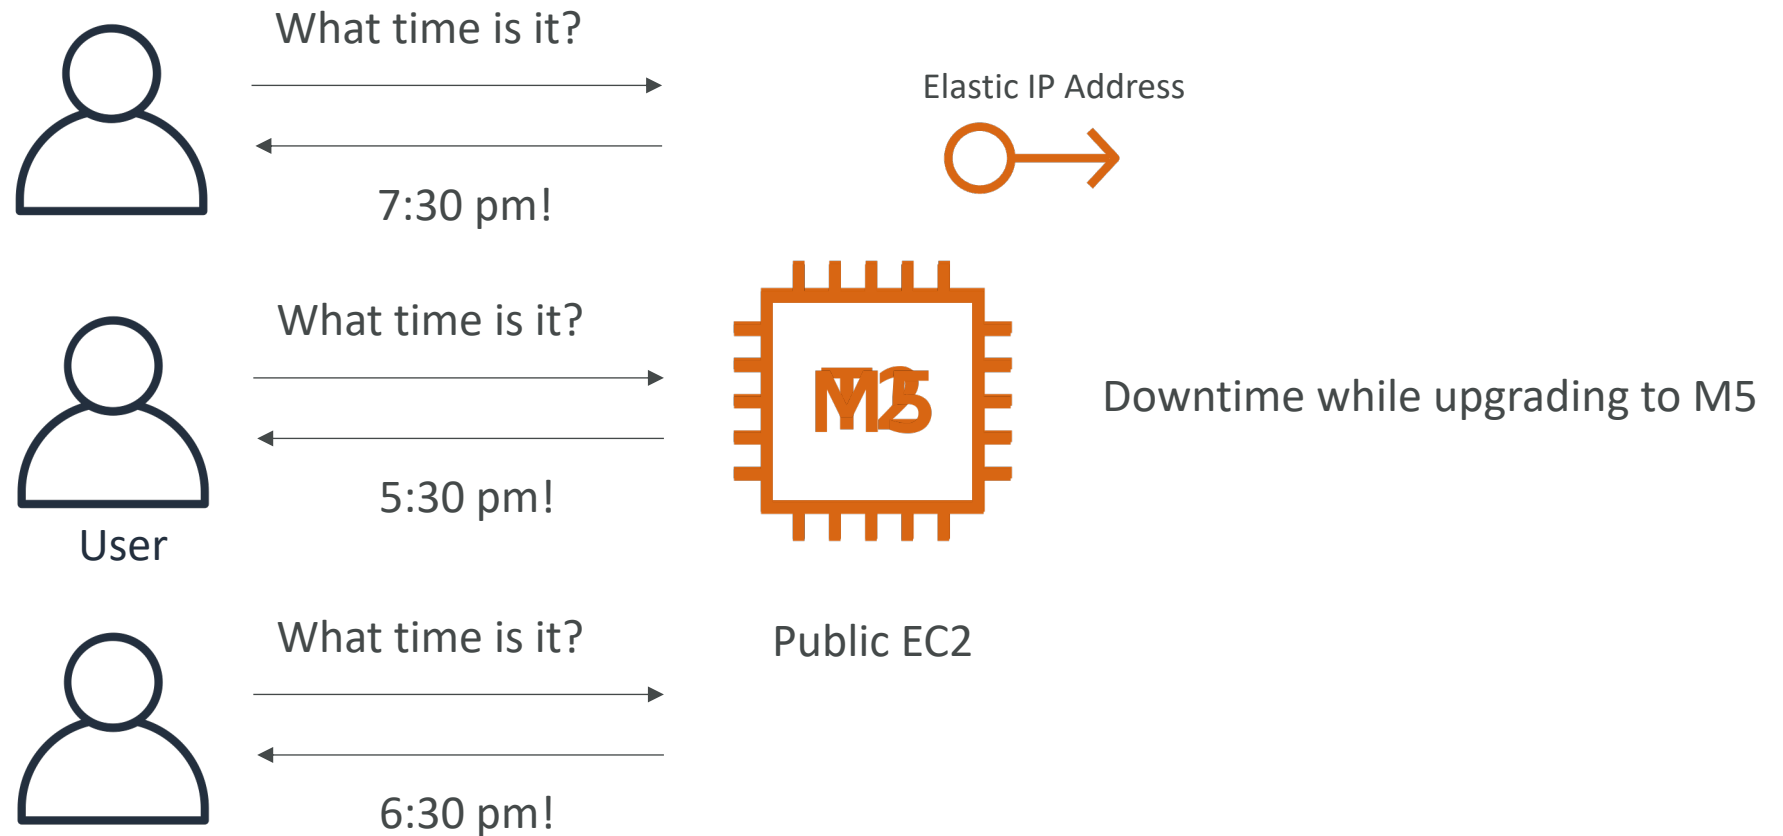 What time is it?
Elastic IP Address
7:30 pm!
What time is it?
Downtime while upgrading to M5
5:30 pm!
User
What time is it?
Public EC2
6:30 pm!